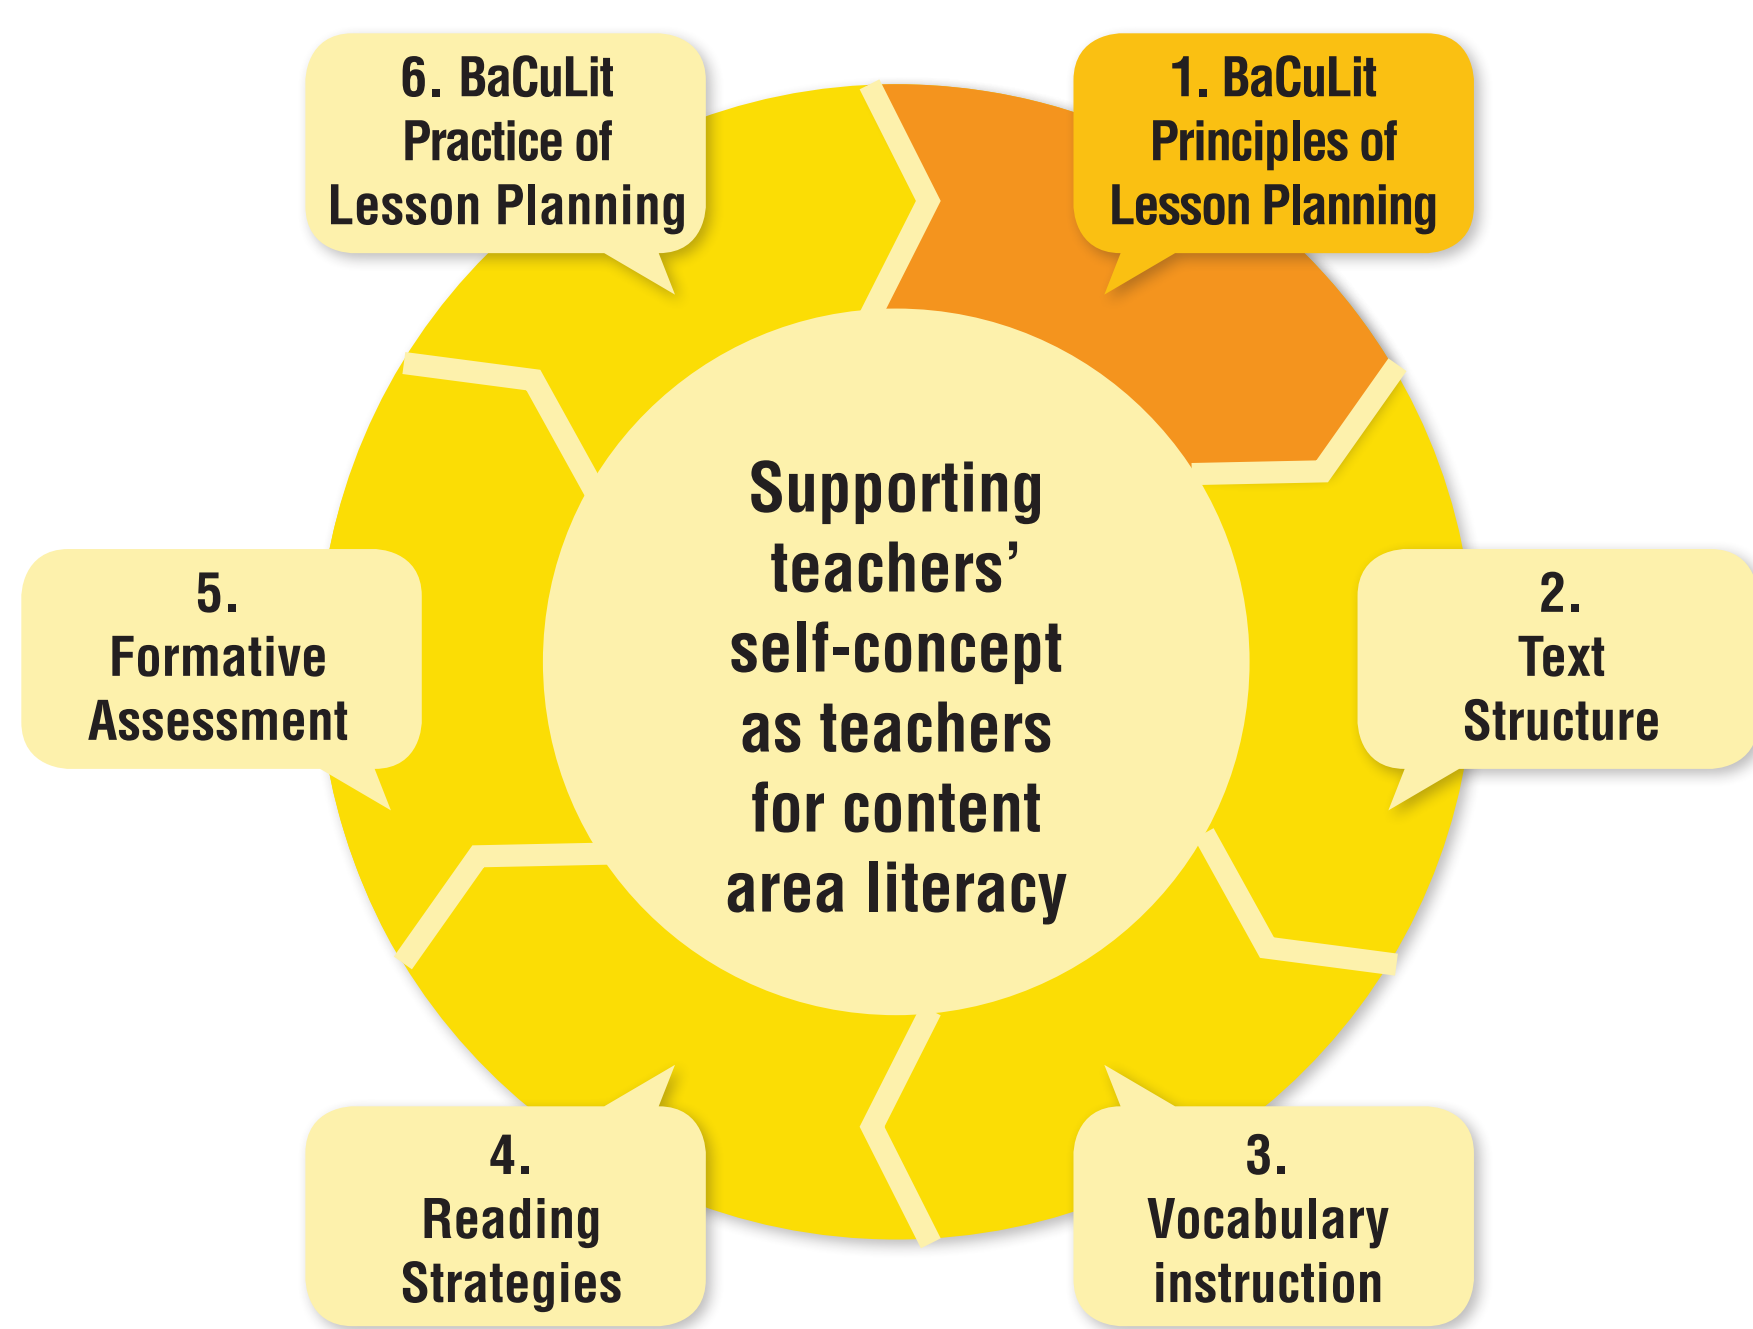 6. BaCuLit
Practice of
Lesson Planning
1. BaCuLit
Principles of
Lesson Planning
Supporting
teachers’
self-concept
as teachers
for content
area literacy
5.
Formative
Assessment
2.
Text
Structure
4.
Reading
Strategies
3.
Vocabulary
instruction